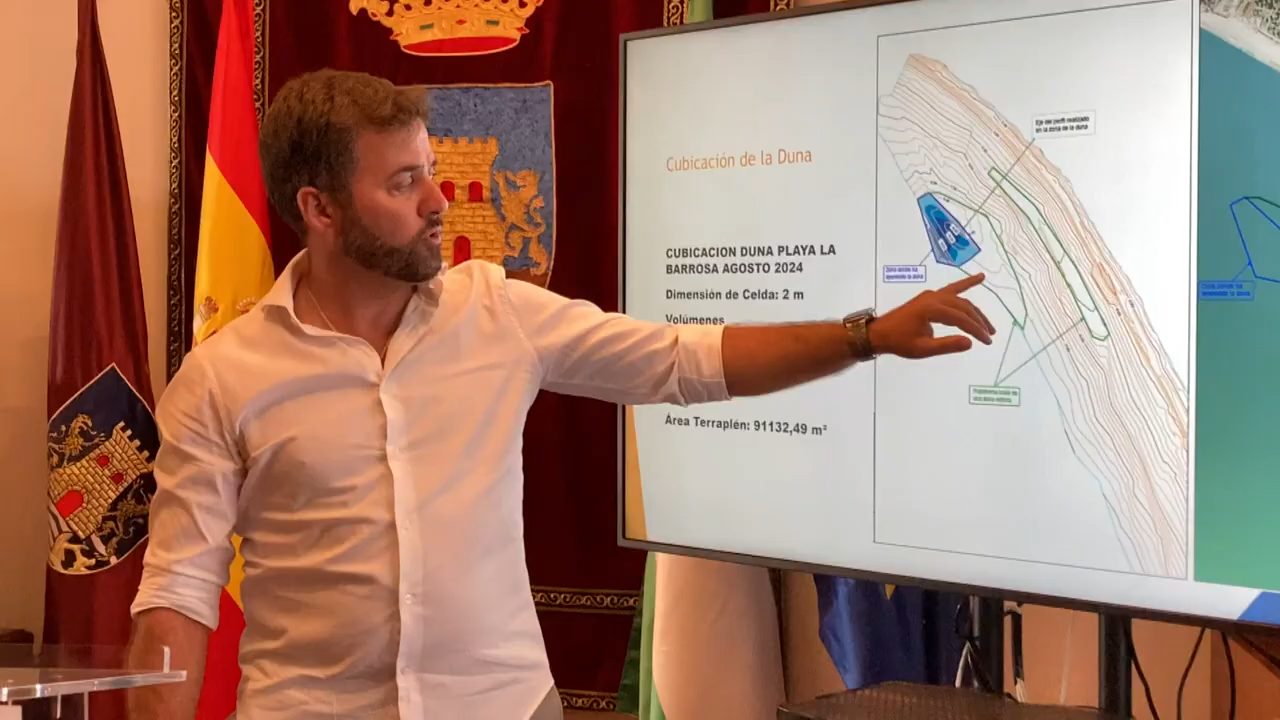 Cubicación de la Duna
CUBICACION DUNA PLAYA LA
BARROSA AGOSTO 2024
Dimensión de Celda: 2 m
Volúmenes
Área Terraplén: 91132,49 m²
Eje del perfil realizado
en la zona de la duna